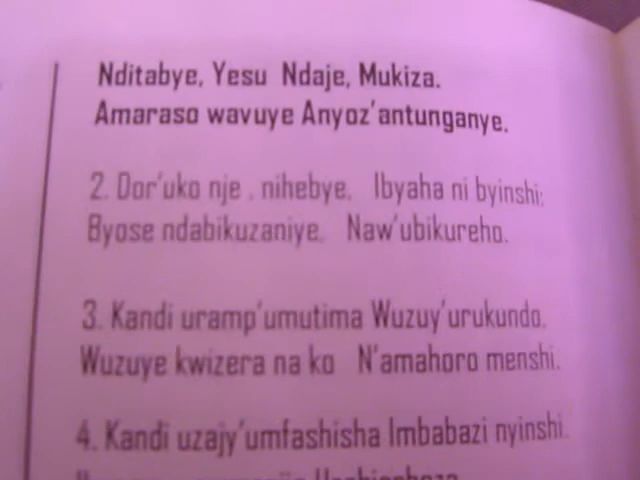 Nditabye, Yesu Ndaje, Mukiza.
Amaraso wavuye Anyoz'antunganye.
2. Dor'uko nje , nihebye, Ibyaha ni byinshi;
Byose ndabikuzaniye, Naw'ubikureho.
3. Kandi uramp'umutima Wuzuy'urukundo,
Wuzuye kwizera na ko N'amahoro menshi.
4. Kandi uzajy'umfashisha Imbabazi nyinshi.